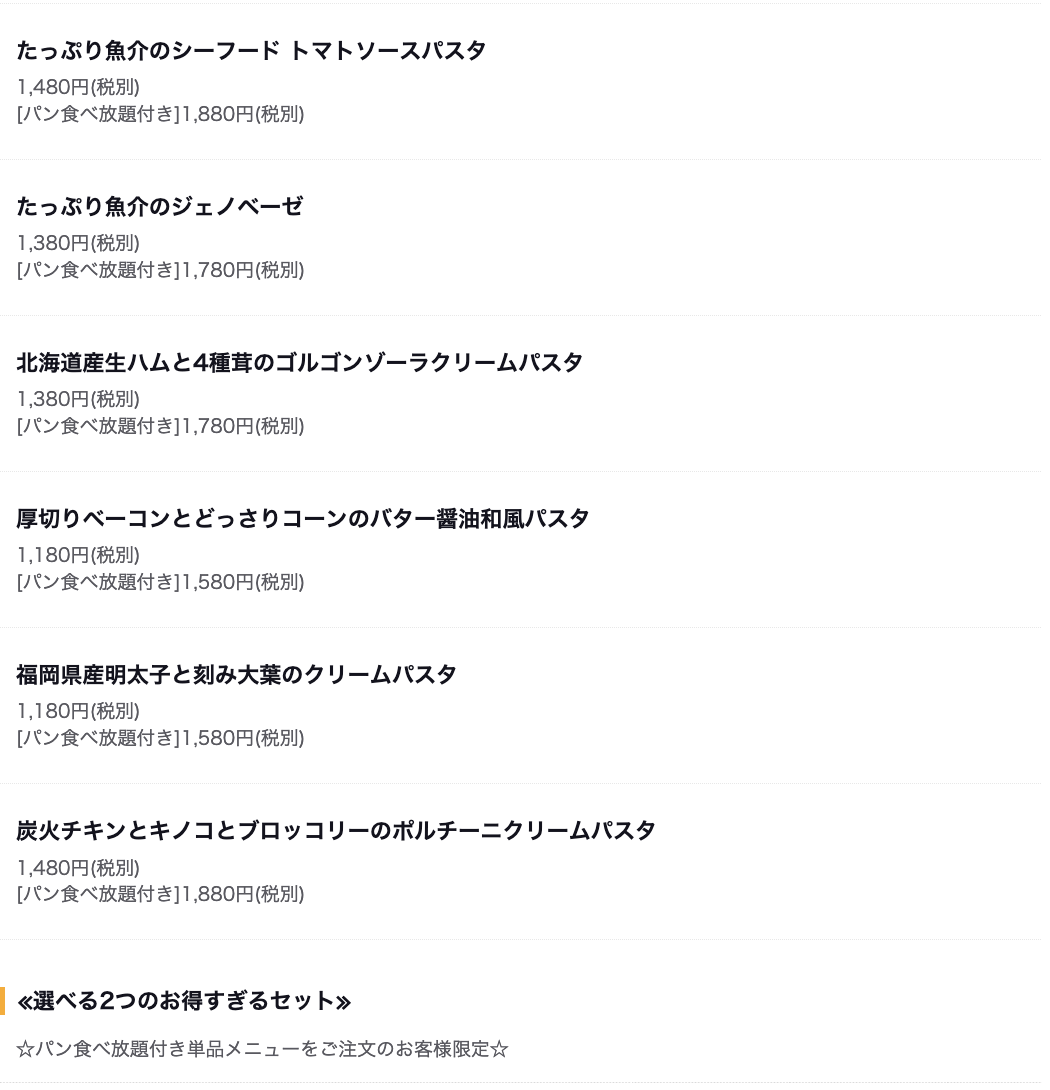 たっぷり魚介のシーフード トマトソースパスタ
1,480円(税別)
[パン食べ放題付き]1,880円(税別)
たっぷり魚介のジェノベーゼ
1,380円(税別)
[パン食べ放題付き]1,780円(税別)
北海道産生ハムと4種茸のゴルゴンゾーラクリームパスタ
1,380円(税別)
[パン食べ放題付き]1,780円(税別)
厚切りベーコンとどっさりコーンのバター醤油和風パスタ
1,180円(税別)
[パン食べ放題付き]1,580円(税別)
福岡県産明太子と刻み大葉のクリームパスタ
1,180円(税別)
[パン食べ放題付き]1,580円(税別)
炭火チキンとキノコとブロッコリーのポルチーニクリームパスタ
1,480円(税別)
[パン食べ放題付き]1,880円(税別)
≪選べる2つのお得すぎるセット≫
☆パン食べ放題付き単品メニューをご注文のお客様限定☆